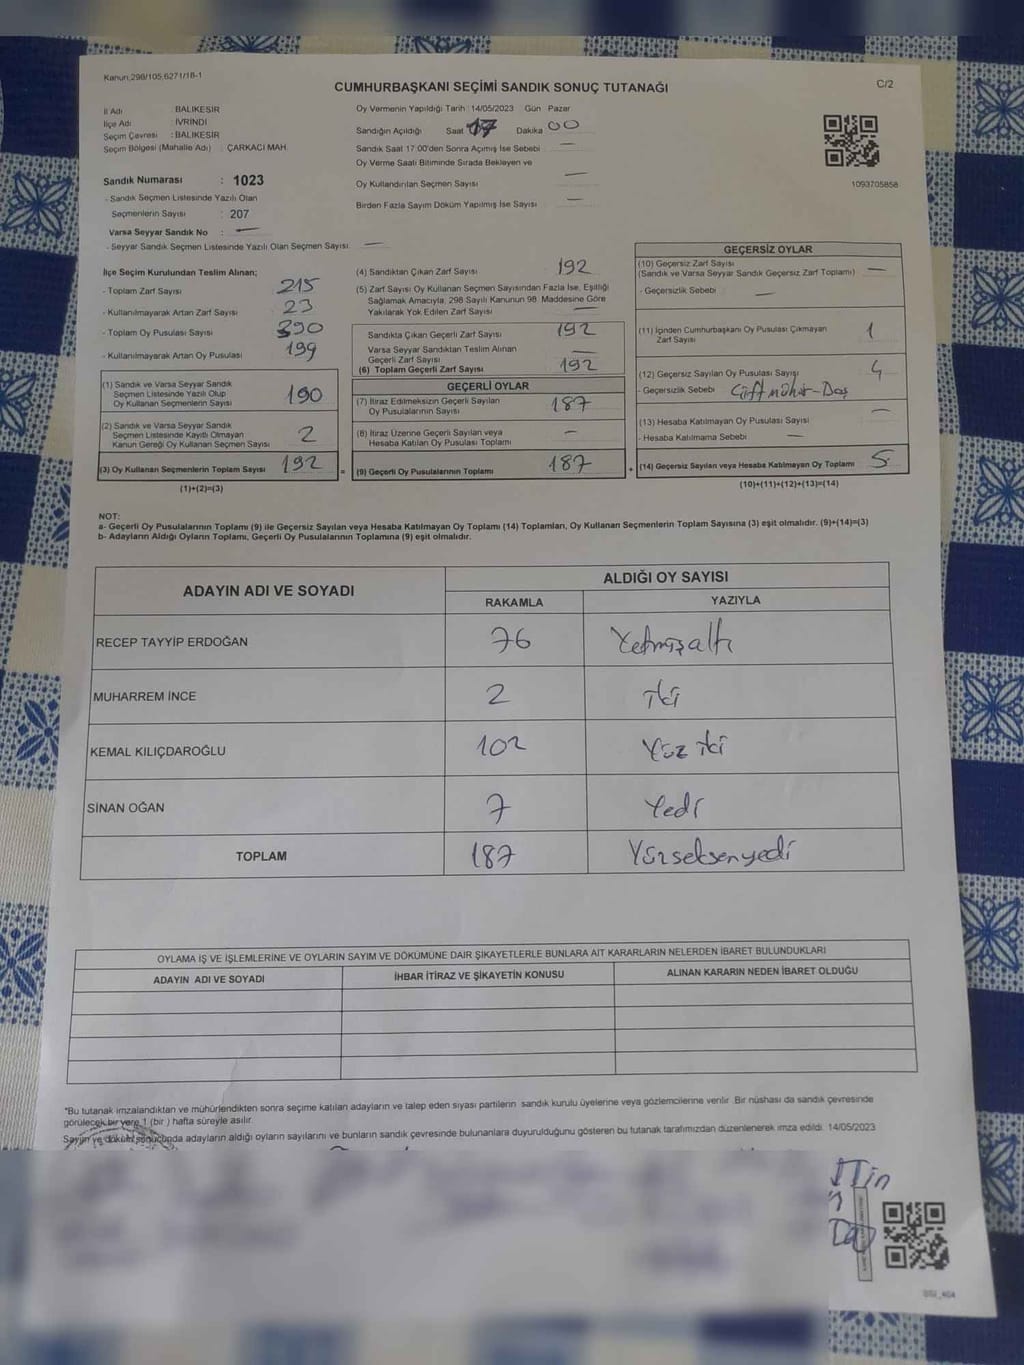 Kanun,298/105,6271/18-1
CUMHURBAŞKANI SEÇİMİ SANDIK SONUÇ TUTANAĞI
C/2
İl Adı : BALIKESİR
İlçe Adı : İVRİNDİ
Seçim Çevresi : BALIKESİR
Seçim Bölgesi (Mahalle Adı) : ÇARKACI MAH.
Sandık Numarası : 1023
- Sandık Seçmen Listesinde Yazılı Olan
Seçmenlerin Sayısı : 207
Varsa Seyyar Sandık No : —
- Seyyar Sandık Seçmen Listesinde Yazılı Olan Seçmen Sayısı: —
Oy Vermenin Yapıldığı Tarih : 14/05/2023 Gün Pazar
Sandığın Açıldığı Saat 17 Dakika 00
Sandık Saat 17:00'den Sonra Açımış İse Sebebi —
Oy Verme Saati Bitiminde Sırada Bekleyen ve
Oy Kullandırılan Seçmen Sayısı —
Birden Fazla Sayım Döküm Yapılmış İse Sayısı —
1093705858
İlçe Seçim Kurulundan Teslim Alınan;
- Toplam Zarf Sayısı 215
- Kullanılmayarak Artan Zarf Sayısı 23
- Toplam Oy Pusulası Sayısı 390
- Kullanılmayarak Artan Oy Pusulası 199
(1) Sandık ve Varsa Seyyar Sandık
Seçmen Listesinde Yazılı Olup
Oy Kullanan Seçmenlerin Sayısı 190
(2) Sandık ve Varsa Seyyar Sandık
Seçmen Listesinde Kayıtlı Olmayan
Kanun Gereği Oy Kullanan Seçmen Sayısı 2
(3) Oy Kullanan Seçmenlerin Toplam Sayısı 192
(1)+(2)=(3)
(4) Sandıktan Çıkan Zarf Sayısı 192
(5) Zarf Sayısı Oy Kullanan Seçmen Sayısından Fazla İse, Eşitliği
Sağlamak Amacıyla, 298 Sayılı Kanunun 98. Maddesine Göre
Yakılarak Yok Edilen Zarf Sayısı —
Sandıkta Çıkan Geçerli Zarf Sayısı 192
Varsa Seyyar Sandıktan Teslim Alınan
Geçerli Zarf Sayısı —
(6) Toplam Geçerli Zarf Sayısı 192
GEÇERLİ OYLAR
(7) İtiraz Edilmeksizin Geçerli Sayılan
Oy Pusulalarının Sayısı 187
(8) İtiraz Üzerine Geçerli Sayılan veya
Hesaba Katılan Oy Pusulası Toplamı —
= (9) Geçerli Oy Pusulalarının Toplamı 187
GEÇERSİZ OYLAR
(10) Geçersiz Zarf Sayısı
(Sandık ve Varsa Seyyar Sandık Geçersiz Zarf Toplamı) —
- Geçersizlik Sebebi —
(11) İçinden Cumhurbaşkanı Oy Pusulası Çıkmayan
Zarf Sayısı 1
(12) Geçersiz Sayılan Oy Pusulası Sayısı 4
- Geçersizlik Sebebi Çift mühür-Boş
(13) Hesaba Katılmayan Oy Pusulası Sayısı —
- Hesaba Katılmama Sebebi —
+ (14) Geçersiz Sayılan veya Hesaba Katılmayan Oy Toplamı 5
(10)+(11)+(12)+(13)=(14)
NOT:
a- Geçerli Oy Pusulalarının Toplamı (9) ile Geçersiz Sayılan veya Hesaba Katılmayan Oy Toplamı (14) Toplamları, Oy Kullanan Seçmenlerin Toplam Sayısına (3) eşit olmalıdır. (9)+(14)=(3)
b- Adayların Aldığı Oyların Toplamı, Geçerli Oy Pusulalarının Toplamına (9) eşit olmalıdır.
ADAYIN ADI VE SOYADI ALDIĞI OY SAYISI
RAKAMLA YAZIYLA
RECEP TAYYİP ERDOĞAN 76 Yetmişaltı
MUHARREM İNCE 2 iki
KEMAL KILIÇDAROĞLU 102 Yüz iki
SİNAN OĞAN 7 Yedi
TOPLAM 187 Yüzseksenyedi
OYLAMA İŞ VE İŞLEMLERİNE VE OYLARIN SAYIM VE DÖKÜMÜNE DAİR ŞİKAYETLERLE BUNLARA AİT KARARLARIN NELERDEN İBARET BULUNDUKLARI
ADAYIN ADI VE SOYADI İHBAR İTİRAZ VE ŞİKAYETİN KONUSU ALINAN KARARIN NEDEN İBARET OLDUĞU
*Bu tutanak imzalandıktan ve mühürlendikten sonra seçime katılan adayların ve talep eden siyasi partilerin sandık kurulu üyelerine veya gözlemcilerine verilir. Bir nüshası da sandık çevresinde
görülecek bir yere 1 (bir ) hafta süreyle asılır.
Sayım ve döküm sonucunda adayların aldığı oyların sayılarını ve bunların sandık çevresinde bulunanlara duyurulduğunu gösteren bu tutanak tarafımızdan düzenlenerek imza edildi. 14/05/2023